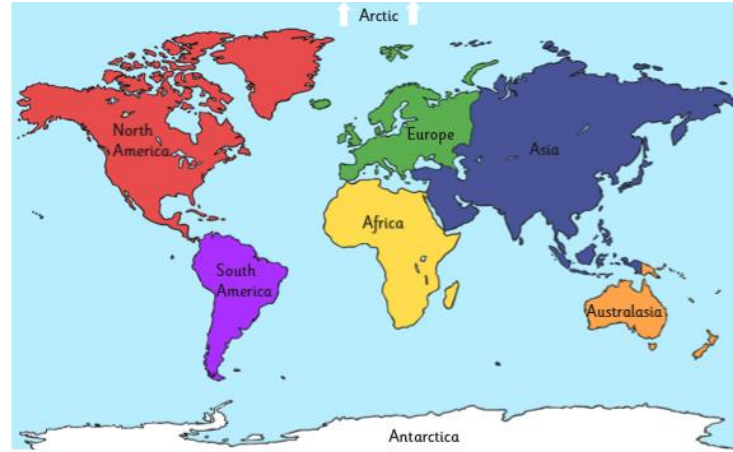 Arctic
North
America
Europe
Asia
Africa
South
America
Australasia
Antarctica